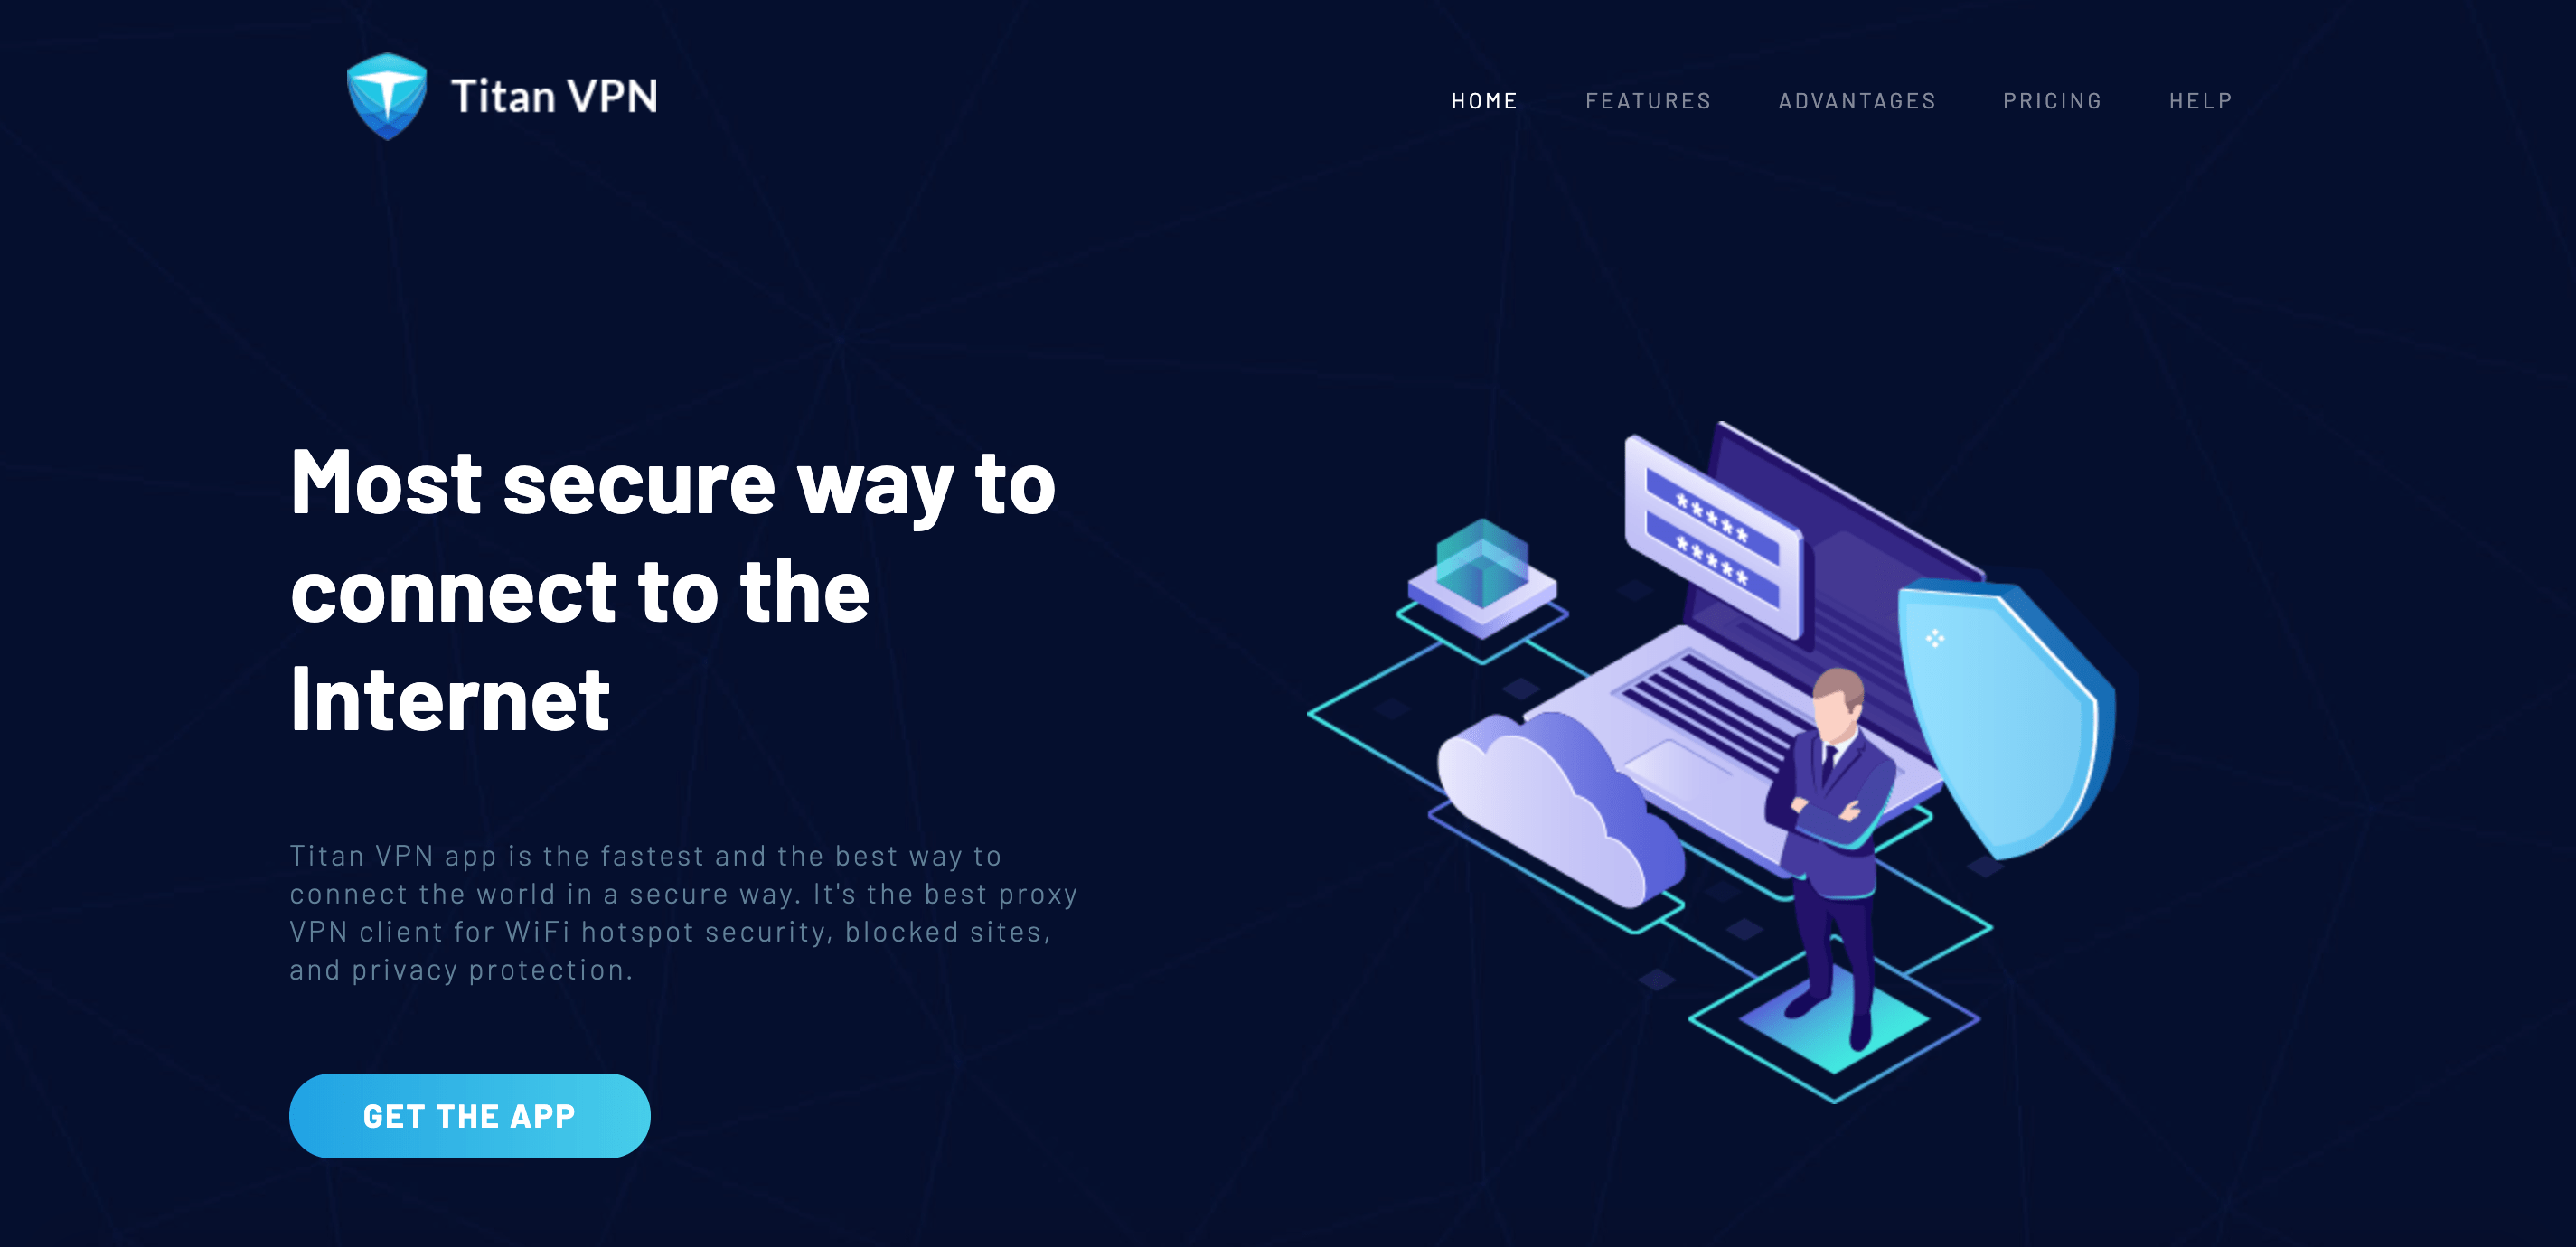 Titan VPN
HOME FEATURES ADVANTAGES PRICING HELP
Most secure way to
connect to the
Internet
Titan VPN app is the fastest and the best way to
connect the world in a secure way. It's the best proxy
VPN client for WiFi hotspot security, blocked sites,
and privacy protection.
GET THE APP
*****
*****